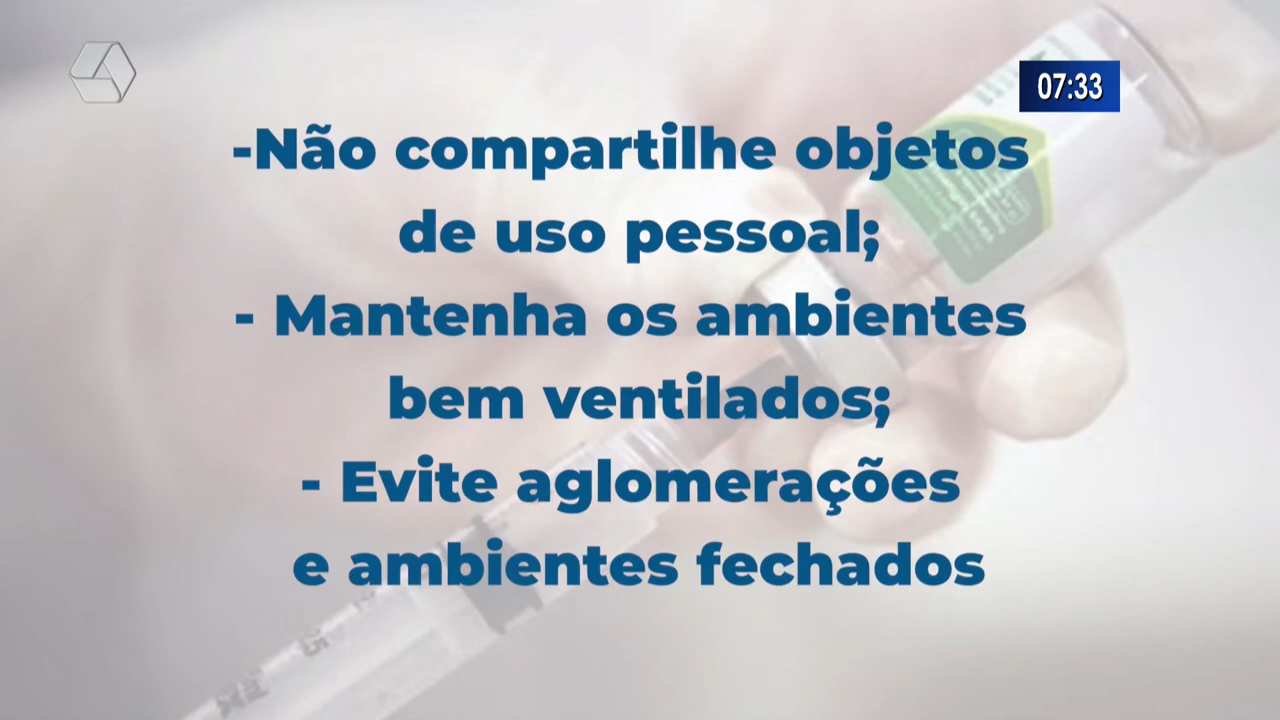 07:33
-Não compartilhe objetos
de uso pessoal;
- Mantenha os ambientes
bem ventilados;
- Evite aglomerações
e ambientes fechados